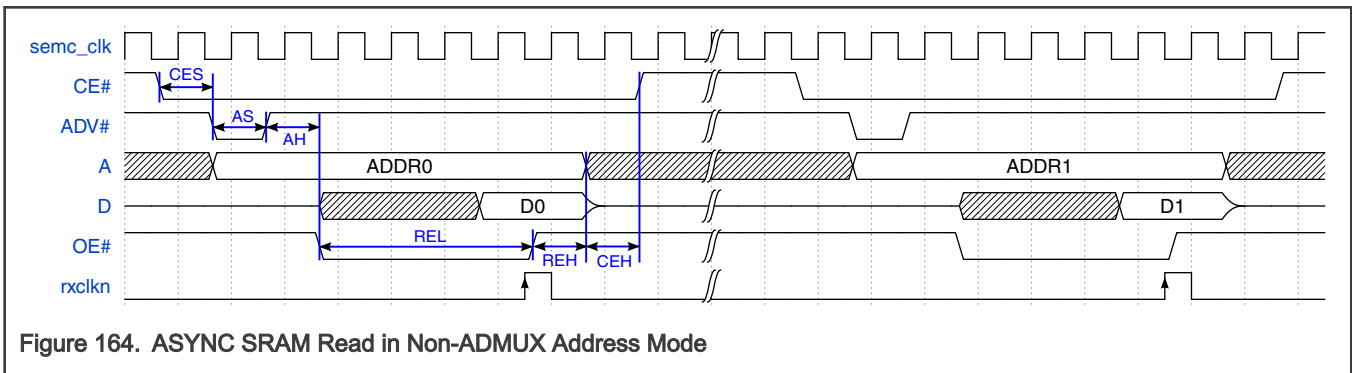 semc_clk
CE# CES
ADV# AS AH
A ADDR0 ADDR1
D D0 D1
OE# REL REH CEH
rxclkn
Figure 164. ASYNC SRAM Read in Non-ADMUX Address Mode